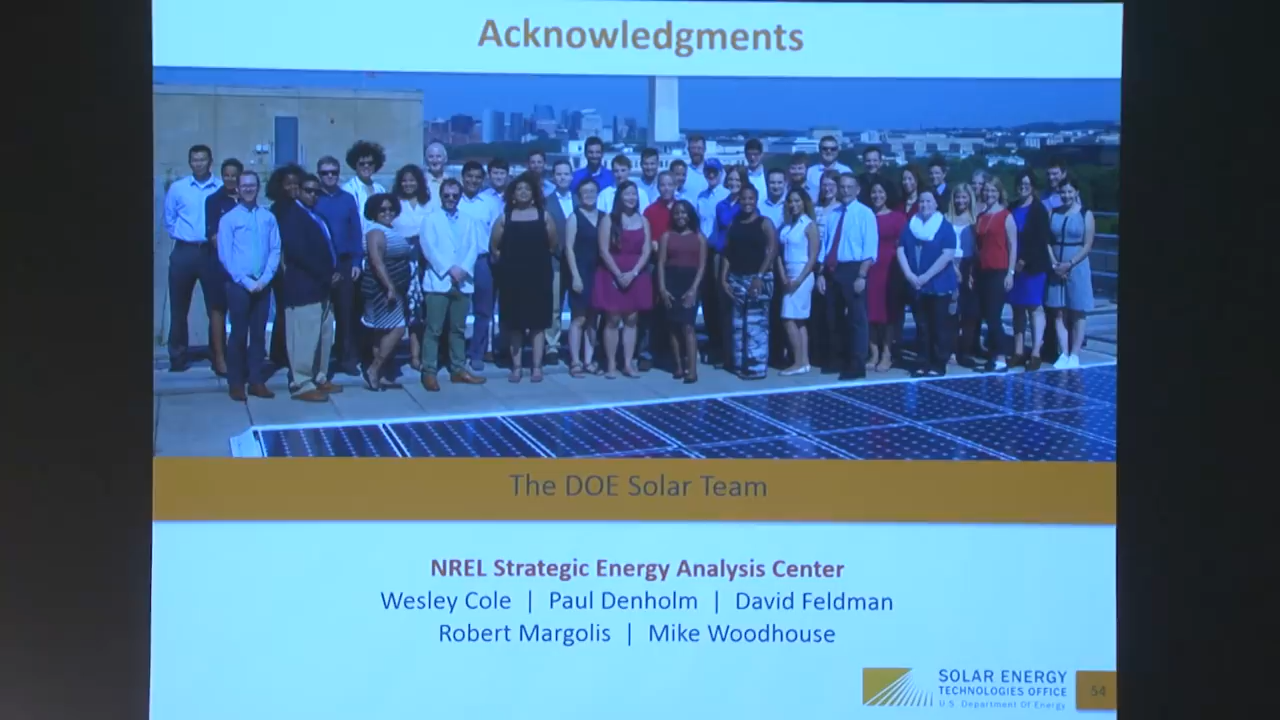 Acknowledgments
The DOE Solar Team
NREL Strategic Energy Analysis Center
Wesley Cole | Paul Denholm | David Feldman
Robert Margolis | Mike Woodhouse
SOLAR ENERGY
TECHNOLOGIES OFFICE
U.S. Department Of Energy
54